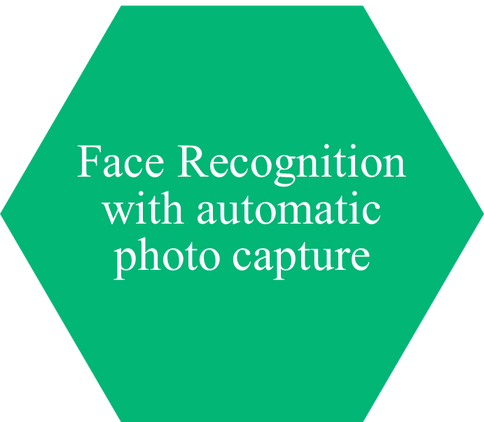 Face Recognition
with automatic
photo capture